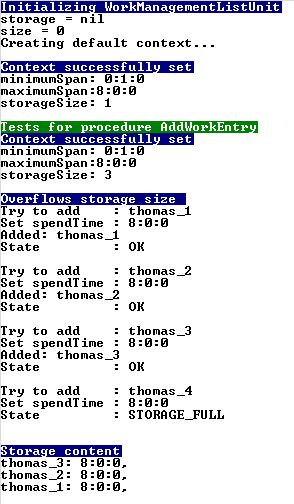 Initializing WorkManagementListUnit
storage = nil
size = 0
Creating default context...
Context successfully set
minimumSpan: 0:1:0
maximumSpan:8:0:0
storageSize: 1
Tests for procedure AddWorkEntry
Context successfully set
minimumSpan: 0:1:0
maximumSpan:8:0:0
storageSize: 3
Overflows storage size
Try to add    : thomas_1
Set spendTime : 8:0:0
Added: thomas_1
State         : OK
Try to add    : thomas_2
Set spendTime : 8:0:0
Added: thomas_2
State         : OK
Try to add    : thomas_3
Set spendTime : 8:0:0
Added: thomas_3
State         : OK
Try to add    : thomas_4
Set spendTime : 8:0:0
State         : STORAGE_FULL
Storage content
thomas_3: 8:0:0,
thomas_2: 8:0:0,
thomas_1: 8:0:0,